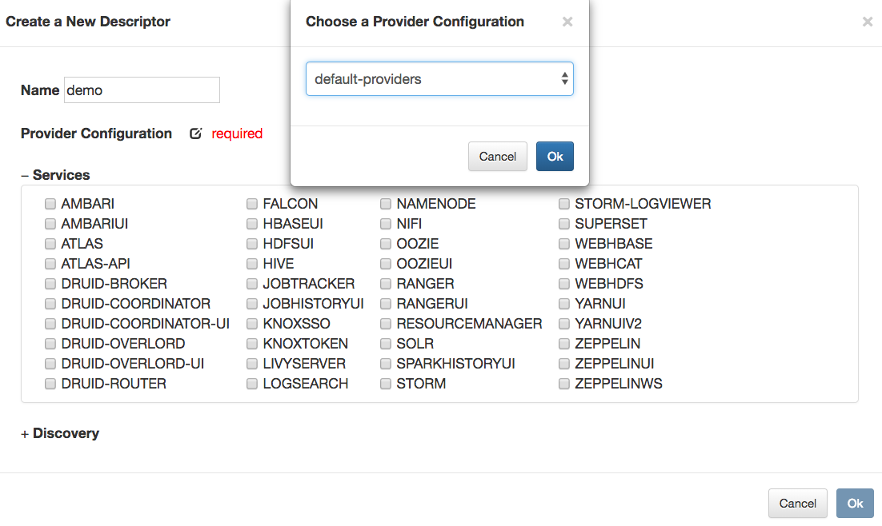 Create a New Descriptor
×
Choose a Provider Configuration ×
default-providers
Cancel Ok
Name demo
Provider Configuration required
– Services
AMBARI FALCON NAMENODE STORM-LOGVIEWER
AMBARIUI HBASEUI NIFI SUPERSET
ATLAS HDFSUI OOZIE WEBHBASE
ATLAS-API HIVE OOZIEUI WEBHCAT
DRUID-BROKER JOBTRACKER RANGER WEBHDFS
DRUID-COORDINATOR JOBHISTORYUI RANGERUI YARNUI
DRUID-COORDINATOR-UI KNOXSSO RESOURCEMANAGER YARNUIV2
DRUID-OVERLORD KNOXTOKEN SOLR ZEPPELIN
DRUID-OVERLORD-UI LIVYSERVER SPARKHISTORYUI ZEPPELINUI
DRUID-ROUTER LOGSEARCH STORM ZEPPELINWS
+ Discovery
Cancel Ok